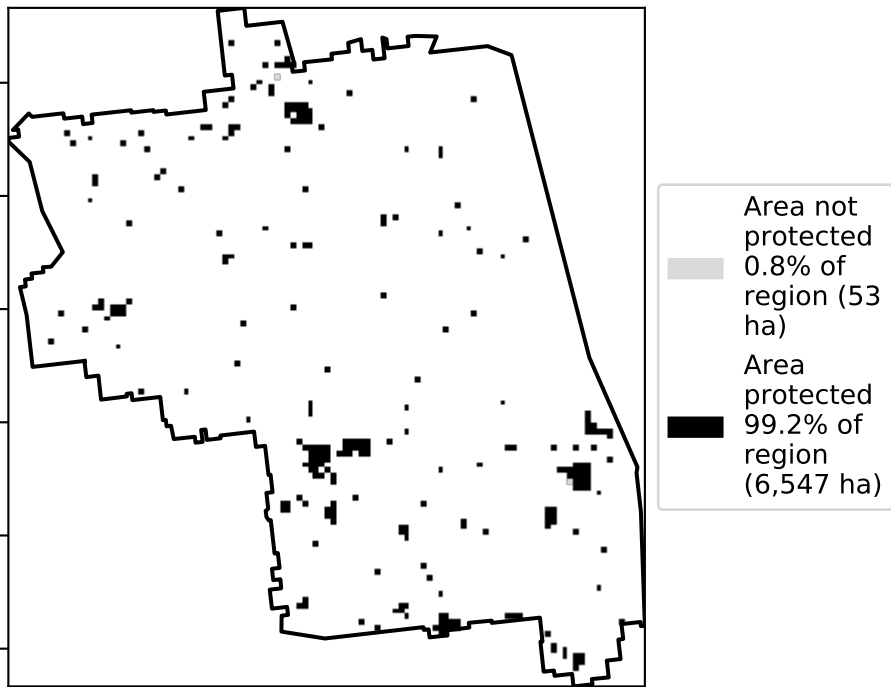 Area not
protected
0.8% of
region (53
ha)
Area
protected
99.2% of
region
(6,547 ha)